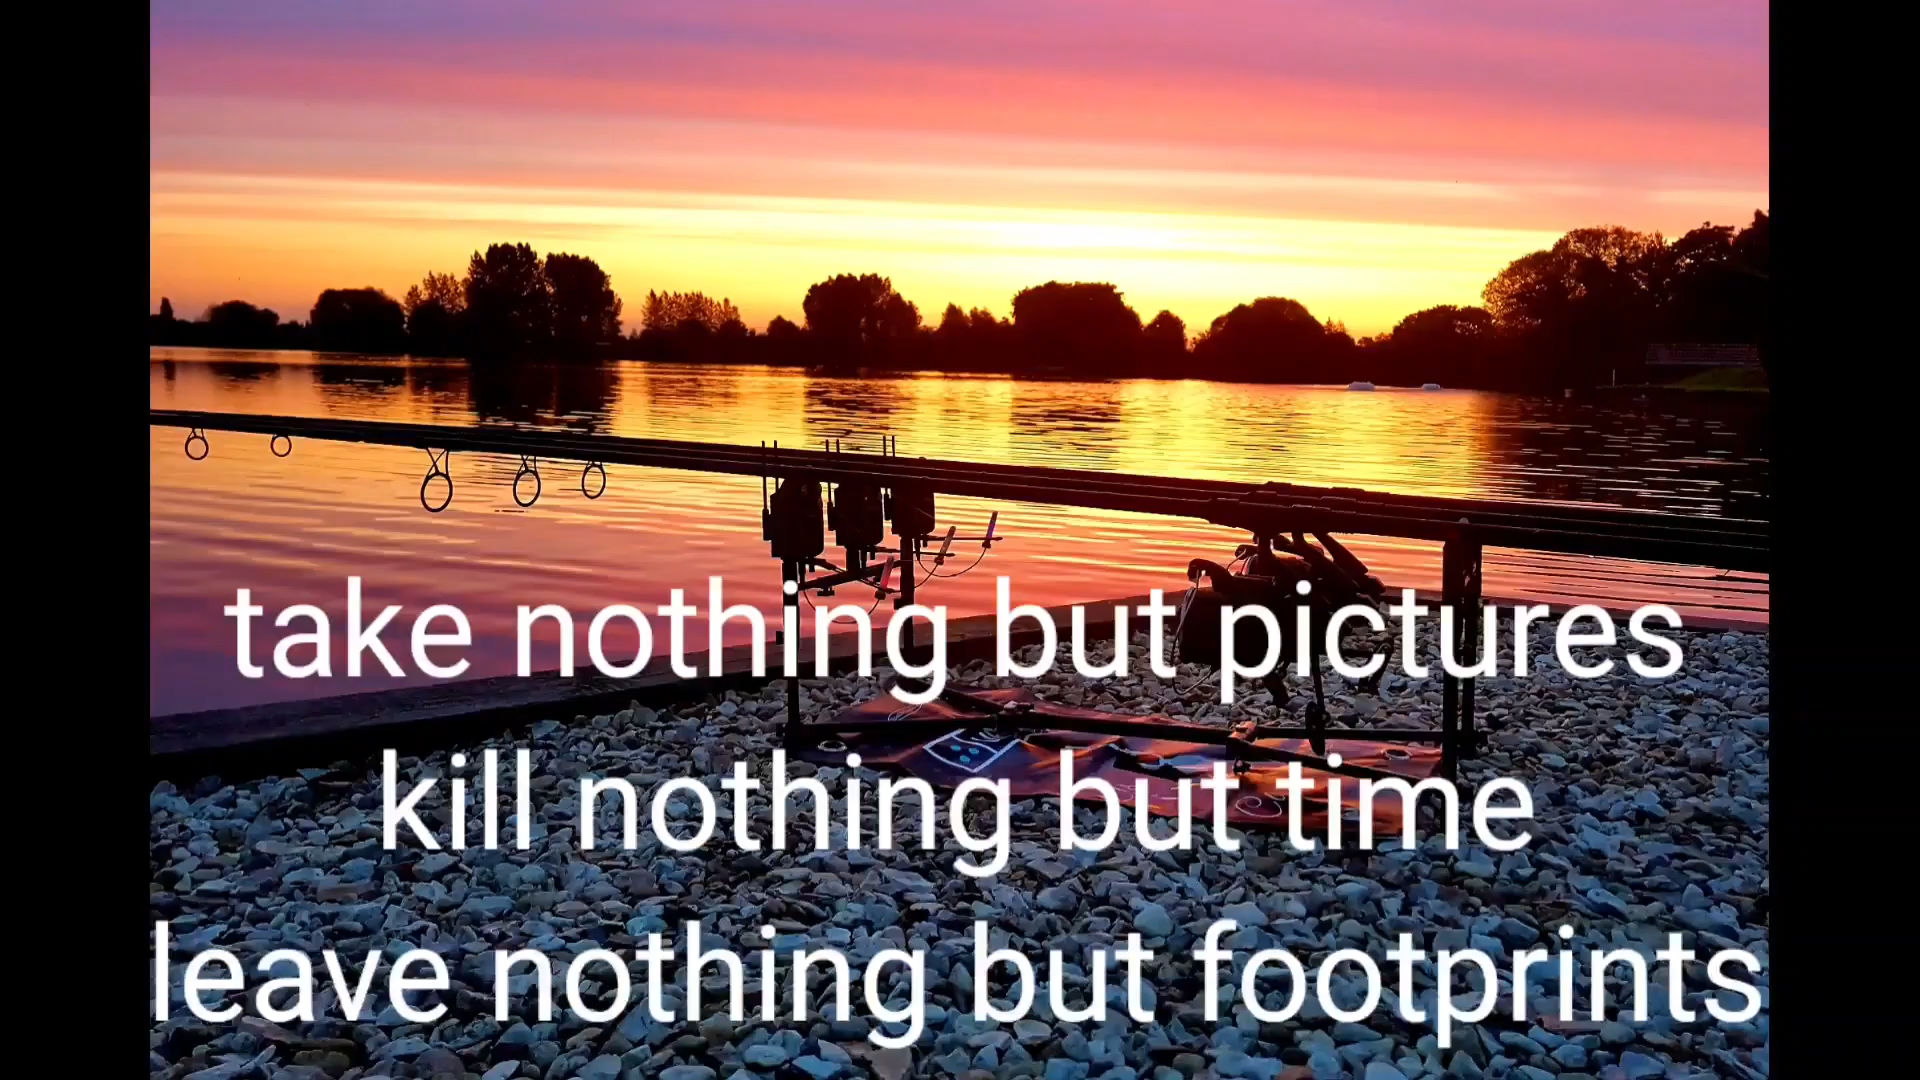 take nothing but pictures
kill nothing but time
leave nothing but footprints